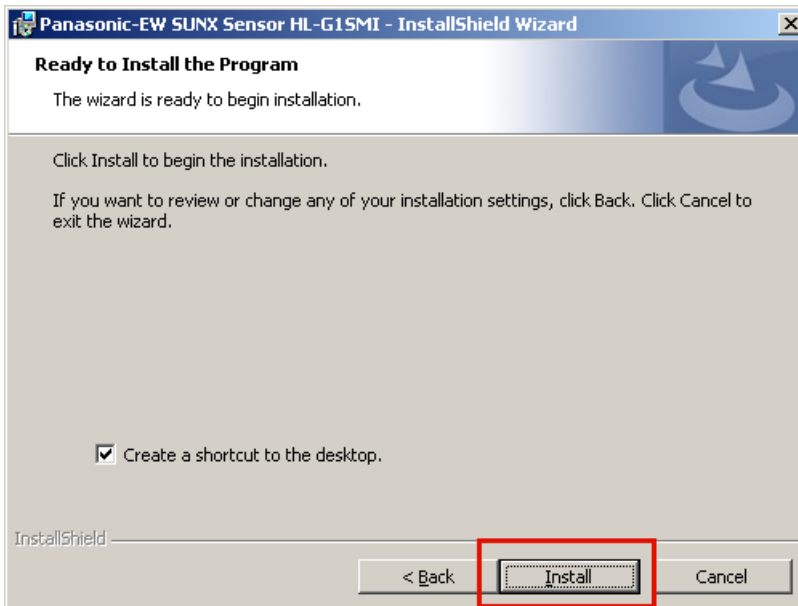 Panasonic-EW SUNX Sensor HL-G1SMI - InstallShield Wizard
Ready to Install the Program
The wizard is ready to begin installation.
Click Install to begin the installation.
If you want to review or change any of your installation settings, click Back. Click Cancel to
exit the wizard.
Create a shortcut to the desktop.
InstallShield
< Back
Install
Cancel